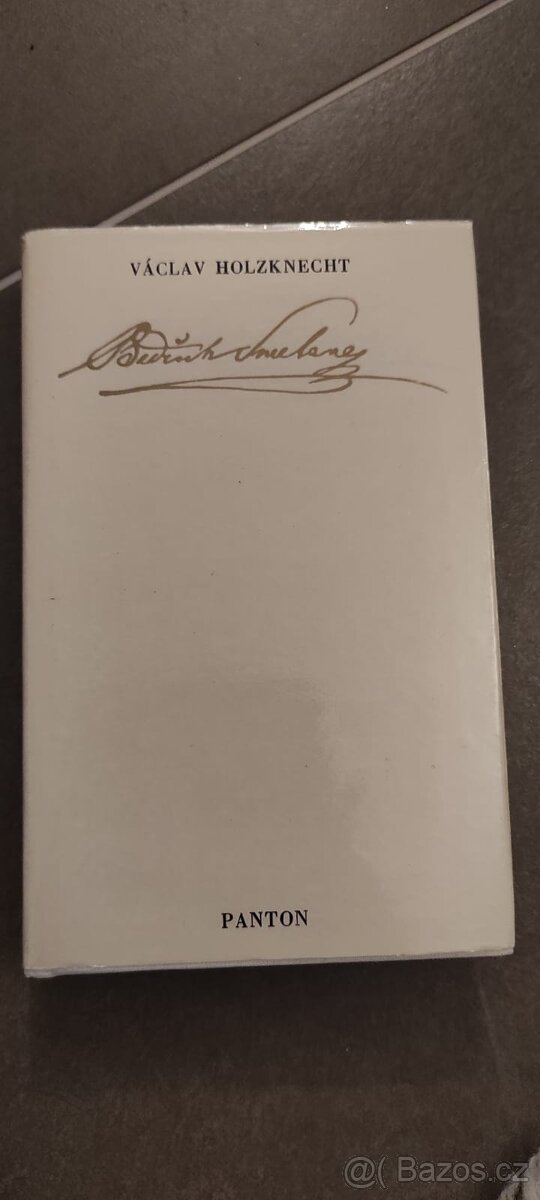 VÁCLAV HOLZKNECHT
Bedřich Smetana
PANTON
@( Bazos.cz